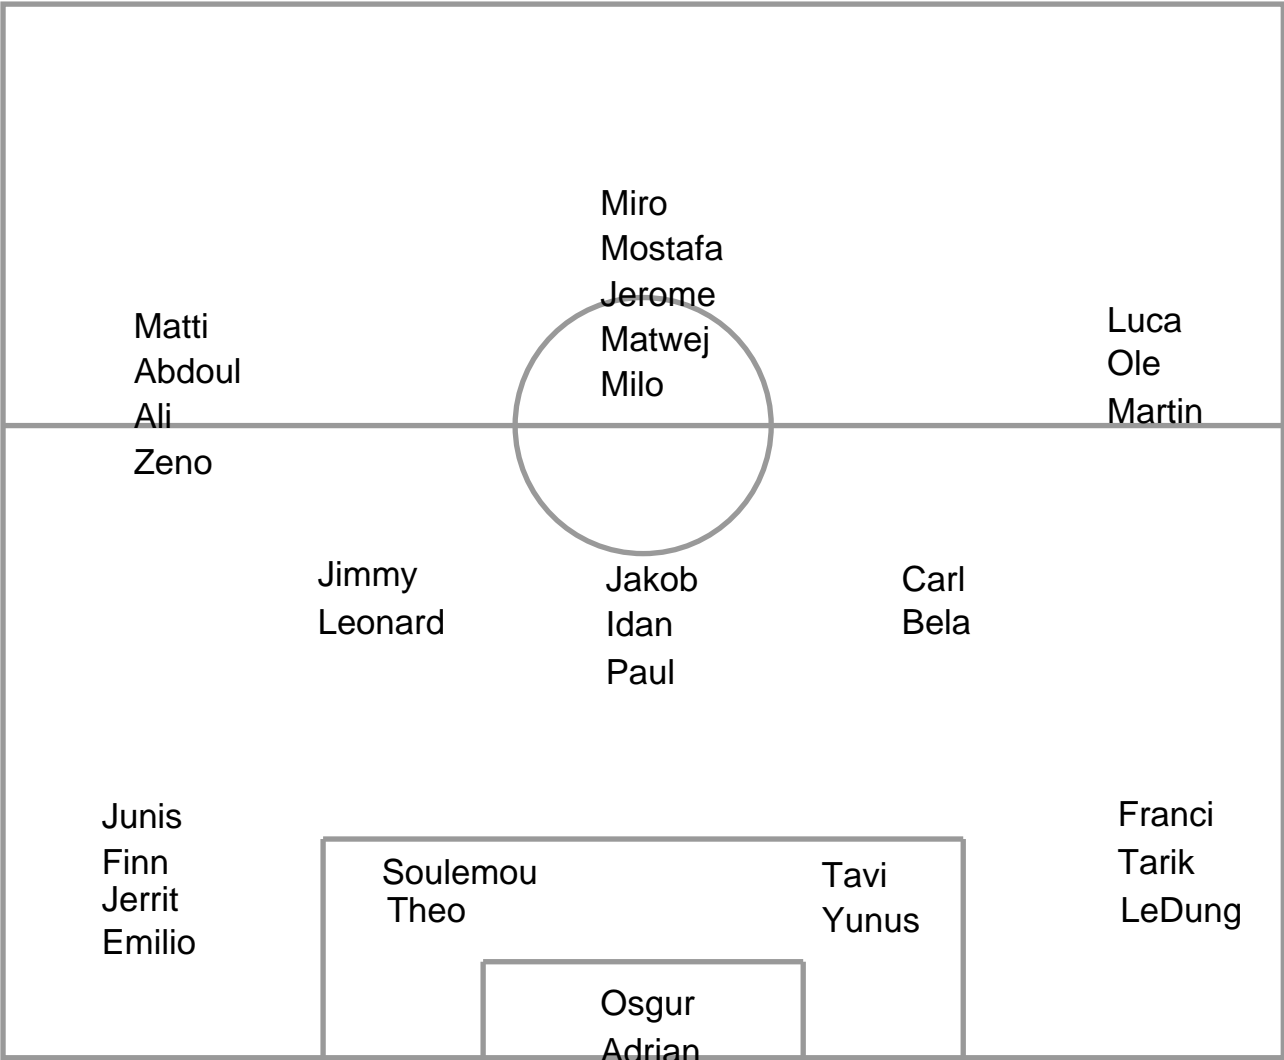 Miro
Mostafa
Jerome
Matwej
Milo
Matti
Abdoul
Ali
Zeno
Luca
Ole
Martin
Jimmy
Leonard
Jakob
Idan
Paul
Carl
Bela
Junis
Finn
Jerrit
Emilio
Soulemou
Theo
Tavi
Yunus
Franci
Tarik
LeDung
Osgur
Adrian